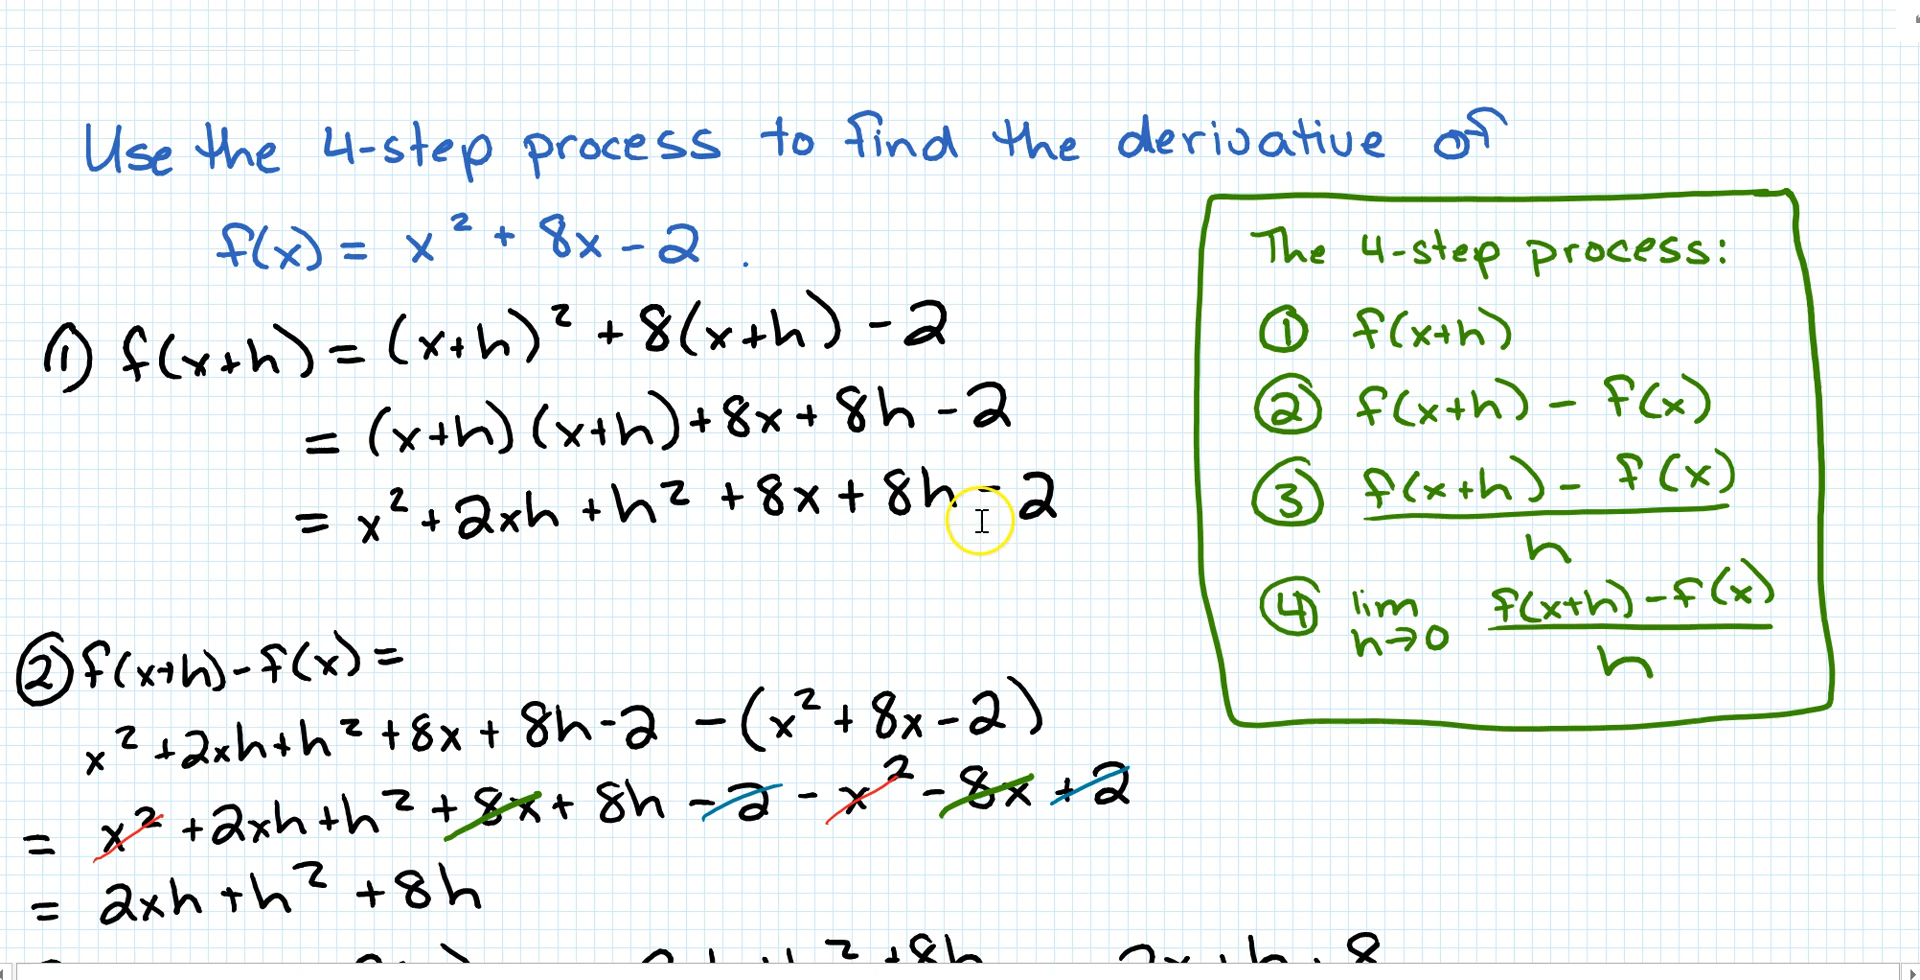 Use the 4-step process to find the derivative of
f(x) = x² + 8x - 2 .
1) f(x+h) = (x+h)² + 8(x+h) - 2
= (x+h)(x+h) + 8x + 8h - 2
= x² + 2xh + h² + 8x + 8h - 2
② f(x+h) - f(x) =
x² + 2xh + h² + 8x + 8h - 2 - (x² + 8x - 2)
= x² + 2xh + h² + 8x + 8h - 2 - x² - 8x + 2
= 2xh + h² + 8h
The 4-step process:
① f(x+h)
② f(x+h) - f(x)
③ f(x+h) - f(x)
h
④ lim f(x+h) - f(x)
h→0 h